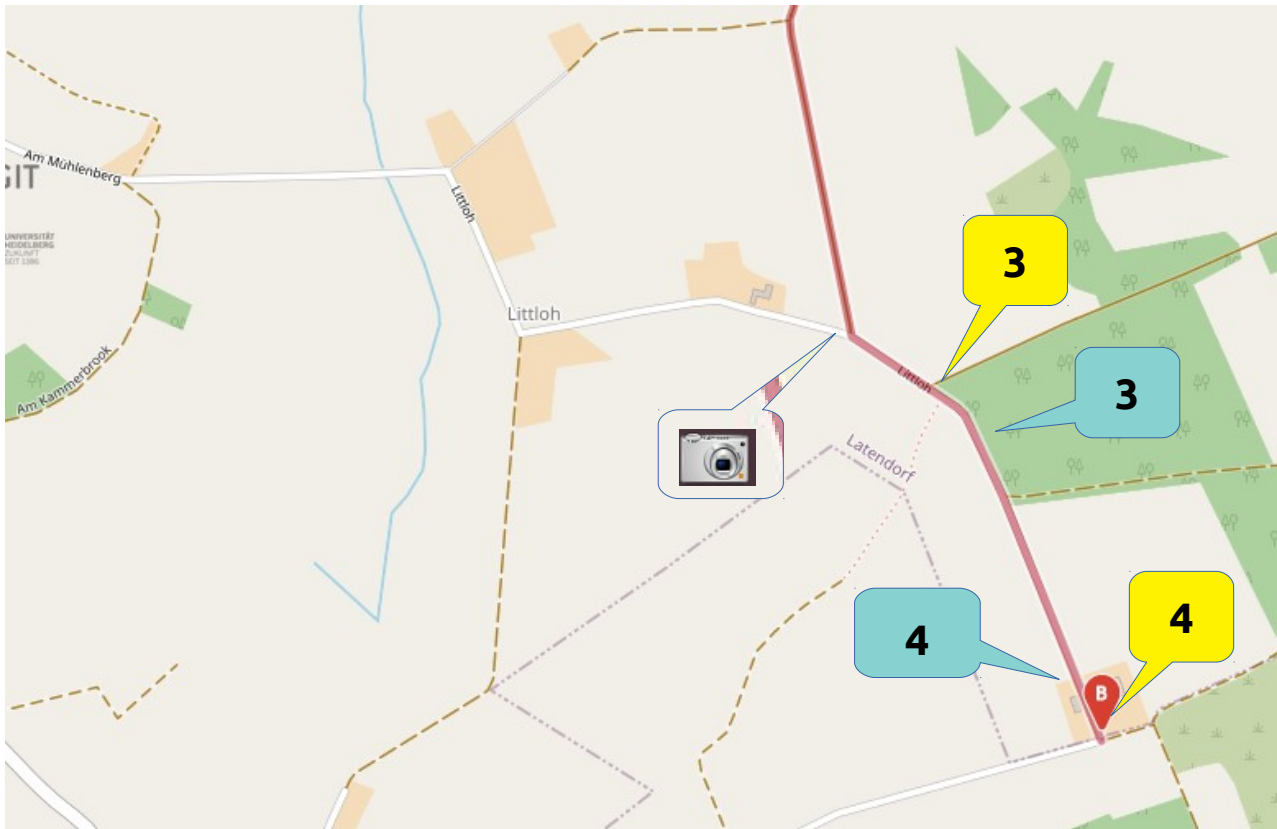 Am Mühlenberg
GIT
UNIVERSITÄT
HEIDELBERG
ZUKUNFT
SEIT 1386
Littloh
3
Littloh
Littloh
3
Am Kammerbrook
Latendorf
4
4
B